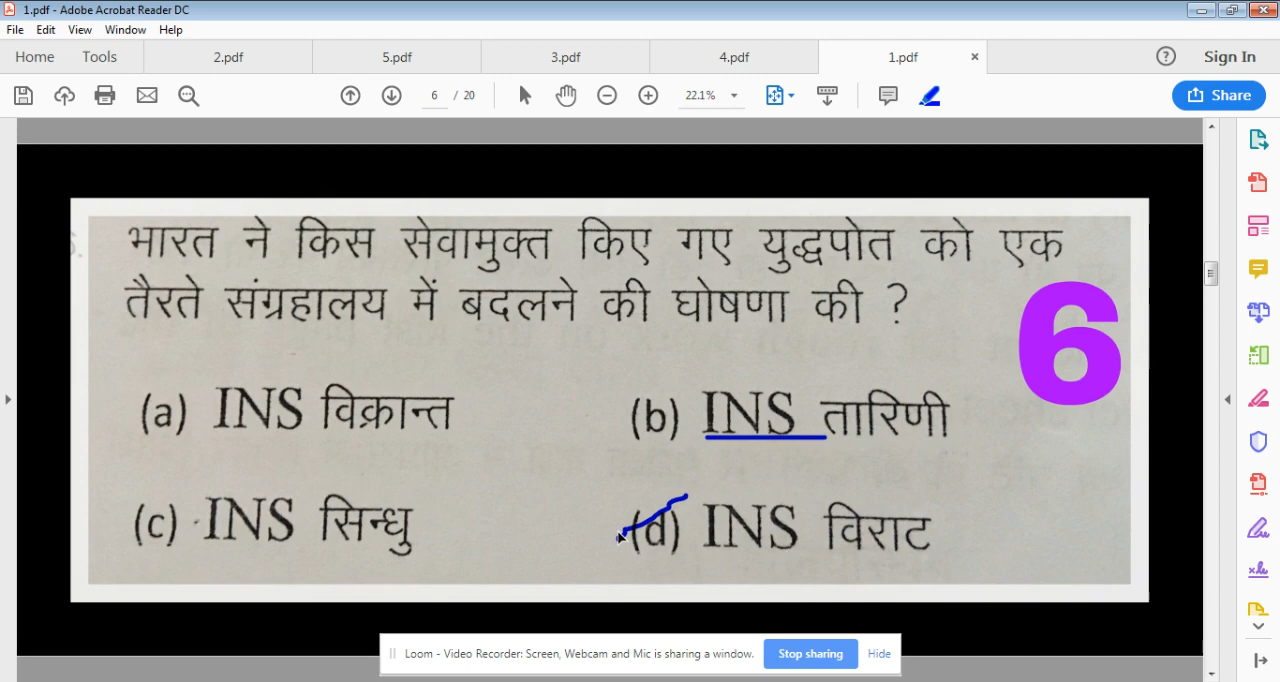 1.pdf - Adobe Acrobat Reader DC
File Edit View Window Help
Home Tools 2.pdf 5.pdf 3.pdf 4.pdf 1.pdf × ? Sign In
6 / 20 22.1% Share
भारत ने किस सेवामुक्त किए गए युद्धपोत को एक
तैरते संग्रहालय में बदलने की घोषणा की ?
6
(a) INS विक्रान्त (b) INS तारिणी
(c) INS सिन्धु (d) INS विराट
Loom - Video Recorder: Screen, Webcam and Mic is sharing a window. Stop sharing Hide